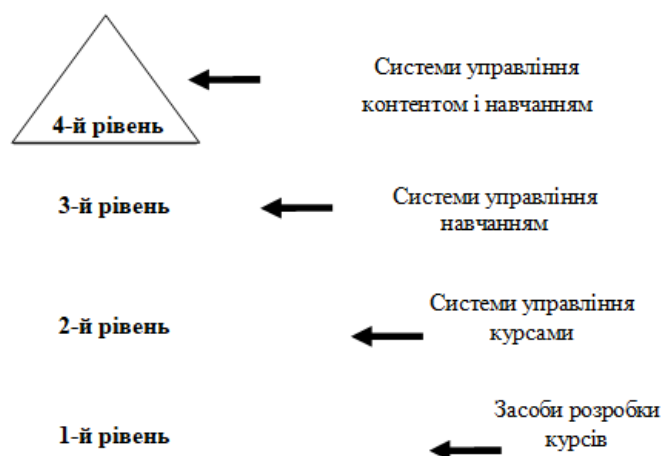 Системи управління
контентом і навчанням
4-й рівень
3-й рівень
Системи управління
навчанням
2-й рівень
Системи управління
курсами
1-й рівень
Засоби розробки
курсів